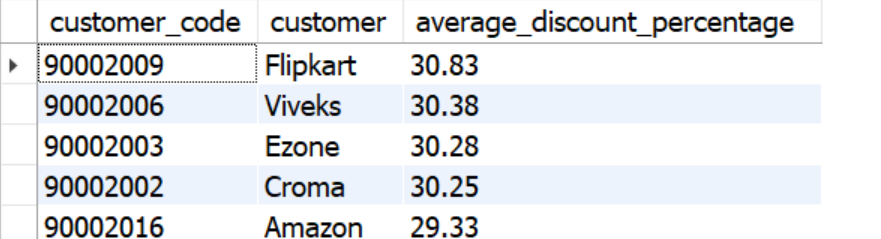 customer_code customer average_discount_percentage
90002009 Flipkart 30.83
90002006 Viveks 30.38
90002003 Ezone 30.28
90002002 Croma 30.25
90002016 Amazon 29.33